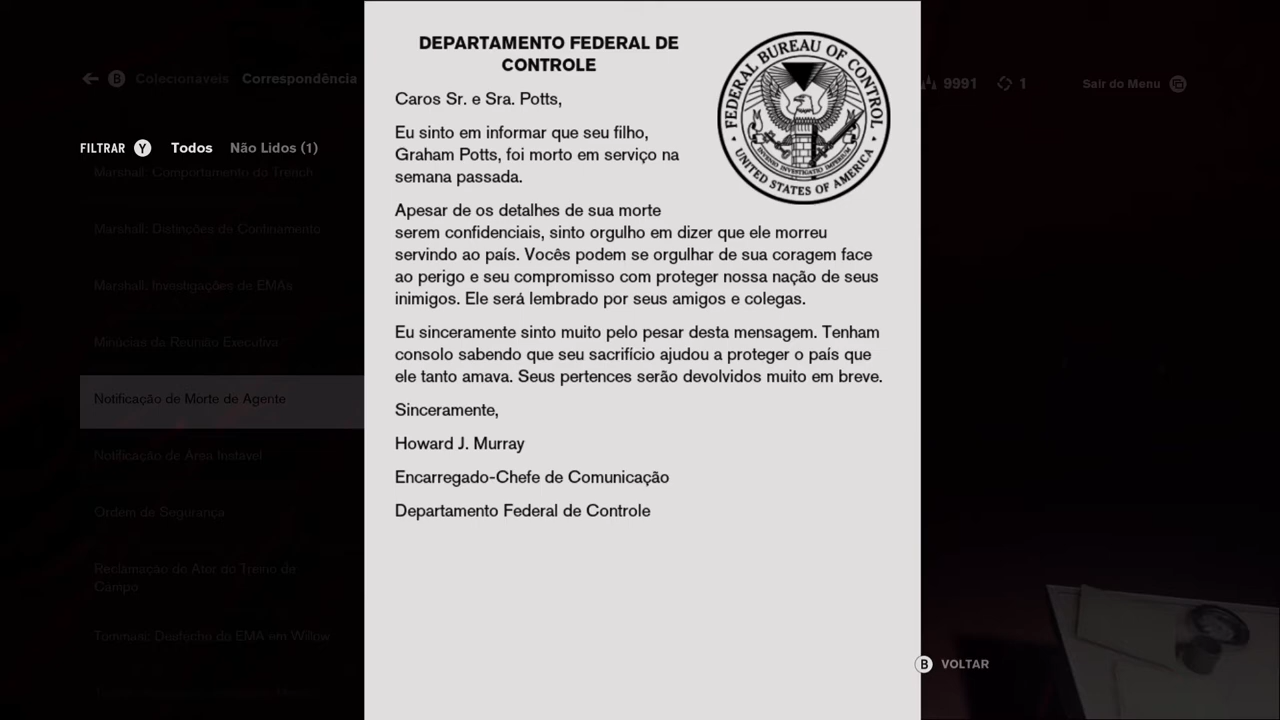 DEPARTAMENTO FEDERAL DE
CONTROLE
FEDERAL BUREAU OF CONTROL
UNITED STATES OF AMERICA
Caros Sr. e Sra. Potts,
Eu sinto em informar que seu filho,
Graham Potts, foi morto em serviço na
semana passada.
Apesar de os detalhes de sua morte
serem confidenciais, sinto orgulho em dizer que ele morreu
servindo ao país. Vocês podem se orgulhar de sua coragem face
ao perigo e seu compromisso com proteger nossa nação de seus
inimigos. Ele será lembrado por seus amigos e colegas.
Eu sinceramente sinto muito pelo pesar desta mensagem. Tenham
consolo sabendo que seu sacrifício ajudou a proteger o país que
ele tanto amava. Seus pertences serão devolvidos muito em breve.
Sinceramente,
Howard J. Murray
Encarregado-Chefe de Comunicação
Departamento Federal de Controle
B Colecionáveis Correspondência
9991 1 Sair do Menu
FILTRAR Y Todos Não Lidos (1)
Marshall: Comportamento do Trench
Marshall: Distinções de Confinamento
Marshall: Investigações de EMAs
Minúcias da Reunião Executiva
Notificação de Morte de Agente
Notificação de Área Instável
Ordem de Segurança
Reclamação do Ator do Treino de
Campo
Tommasi: Desfecho do EMA em Willow
B VOLTAR